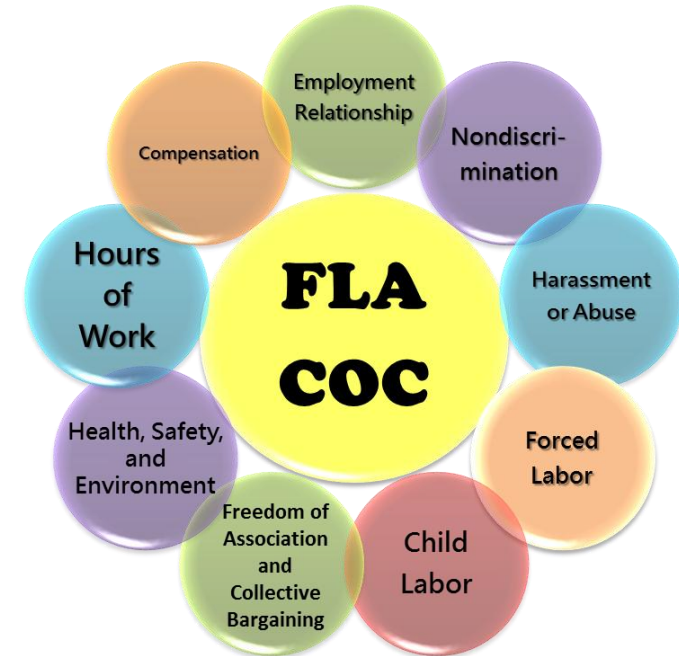 Employment
Relationship
Nondiscri-
mination
Harassment
or Abuse
Forced
Labor
Child
Labor
Freedom of
Association
and
Collective
Bargaining
Health, Safety,
and
Environment
Hours
of
Work
Compensation
FLA
COC